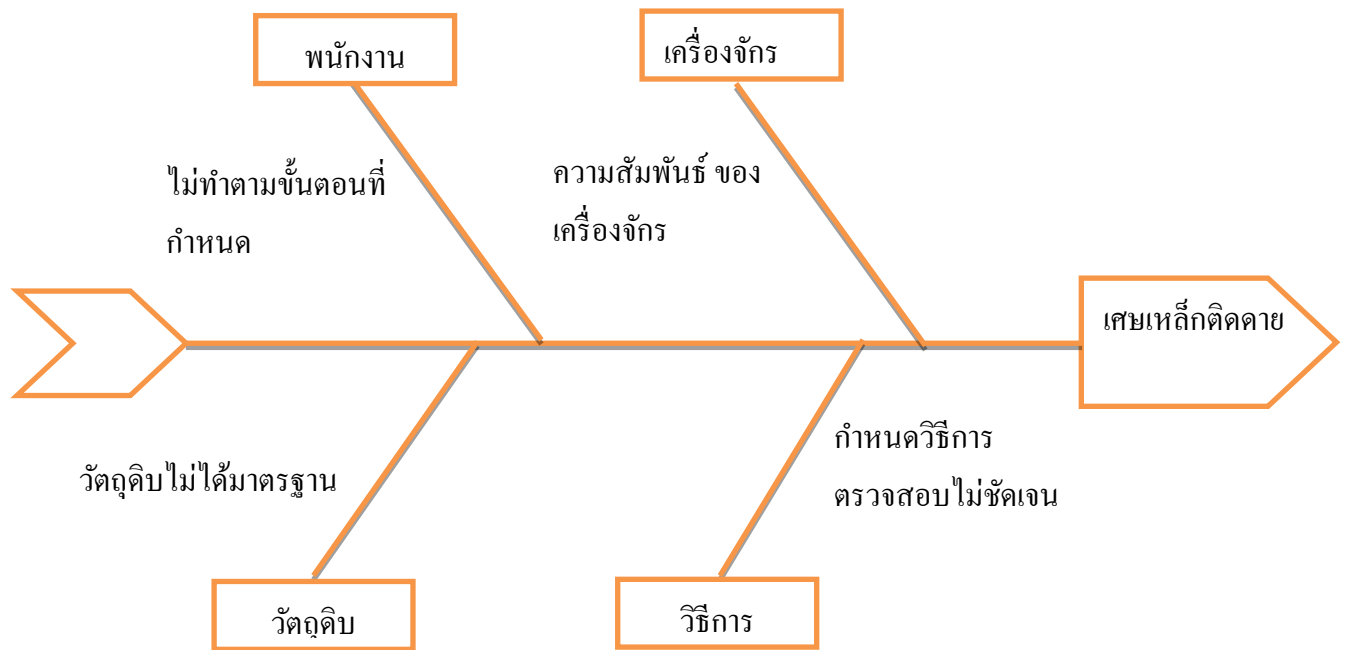 พนักงาน
เครื่องจักร
ไม่ทำตามขั้นตอนที่
กำหนด
ความสัมพันธ์ ของ
เครื่องจักร
เศษเหล็กติดดาย
วัตถุดิบไม่ได้มาตรฐาน
กำหนดวิธีการ
ตรวจสอบไม่ชัดเจน
วัตถุดิบ
วิธีการ